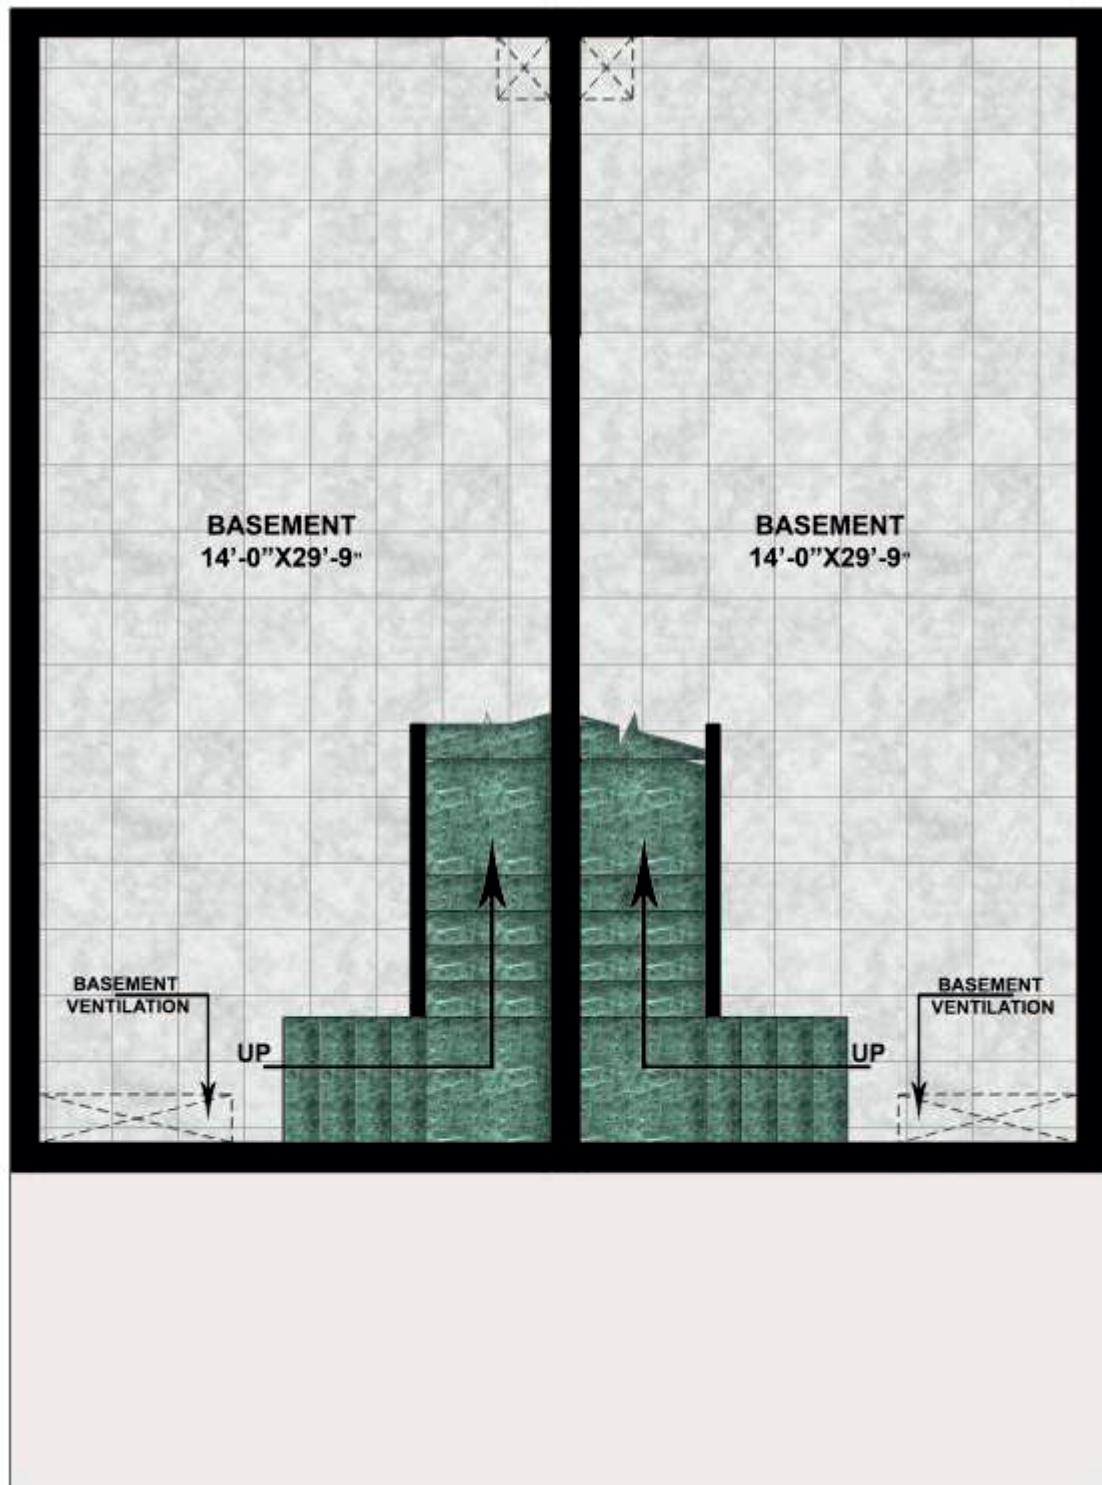 BASEMENT
14’-0”X29’-9"
BASEMENT
14’-0”X29’-9"
BASEMENT
VENTILATION
BASEMENT
VENTILATION
UP
UP